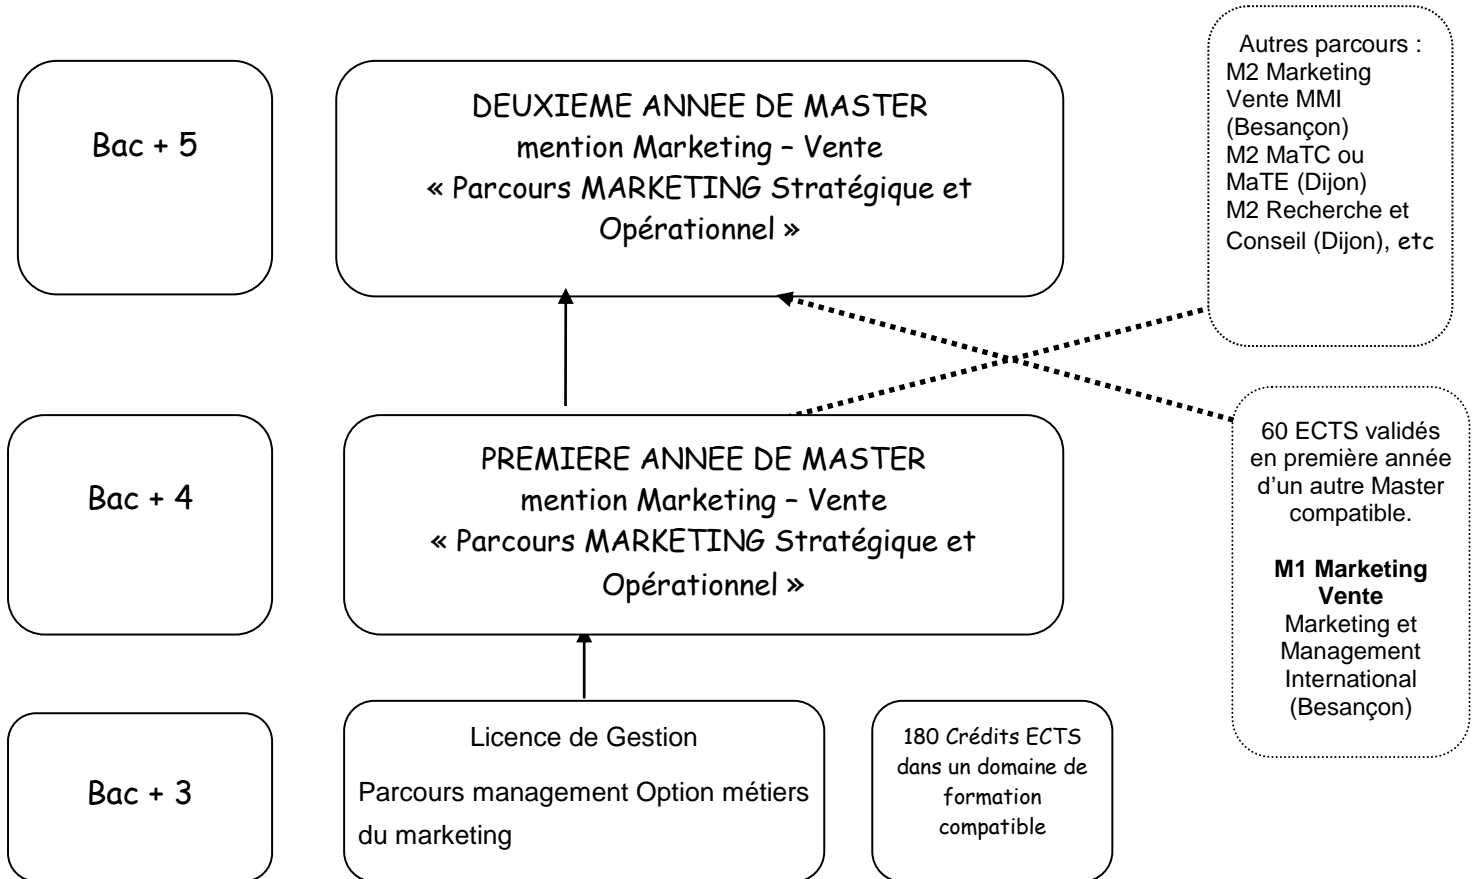 Autres parcours :
M2 Marketing
Vente MMI
(Besançon)
M2 MaTC ou
MaTE (Dijon)
M2 Recherche et
Conseil (Dijon), etc
Bac + 5
DEUXIEME ANNEE DE MASTER
mention Marketing – Vente
« Parcours MARKETING Stratégique et
Opérationnel »
Bac + 4
PREMIERE ANNEE DE MASTER
mention Marketing – Vente
« Parcours MARKETING Stratégique et
Opérationnel »
60 ECTS validés
en première année
d’un autre Master
compatible.
M1 Marketing
Vente
Marketing et
Management
International
(Besançon)
Bac + 3
Licence de Gestion
Parcours management Option métiers
du marketing
180 Crédits ECTS
dans un domaine de
formation
compatible